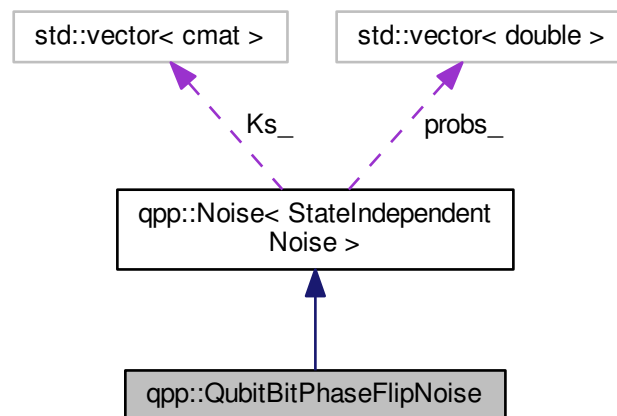 std::vector< cmat >
std::vector< double >
Ks_
probs_
qpp::Noise< StateIndependent
Noise >
qpp::QubitBitPhaseFlipNoise